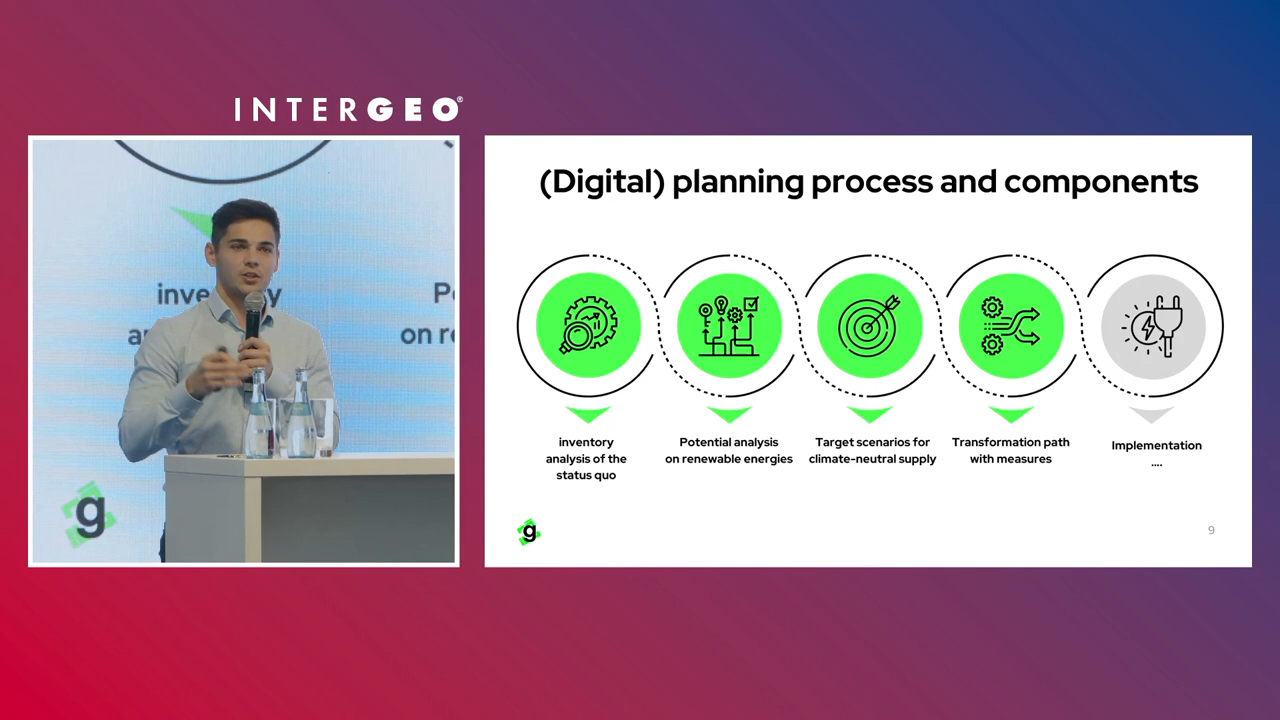 INTERGEO®
(Digital) planning process and components
inventory
analysis of the
status quo
Potential analysis
on renewable energies
Target scenarios for
climate-neutral supply
Transformation path
with measures
Implementation
....
g
9
g